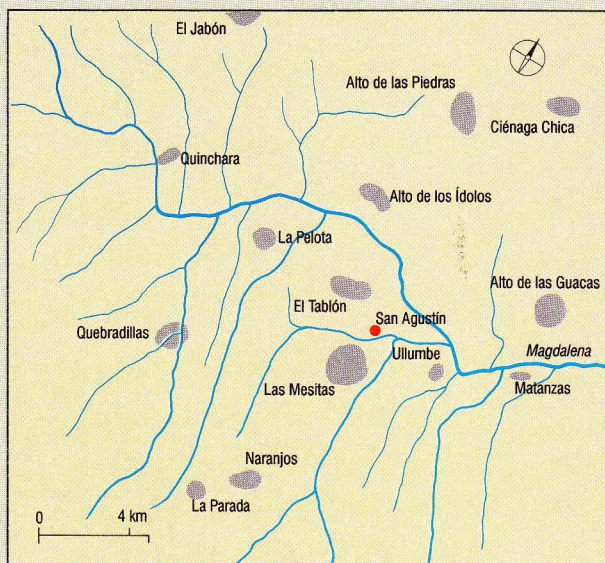 El Jabón
Alto de las Piedras
Ciénaga Chica
Quinchara
Alto de los Ídolos
La Pelota
Alto de las Guacas
El Tablón
San Agustín
Quebradillas
Ullumbe
Magdalena
Las Mesitas
Matanzas
Naranjos
La Parada
0 4 km